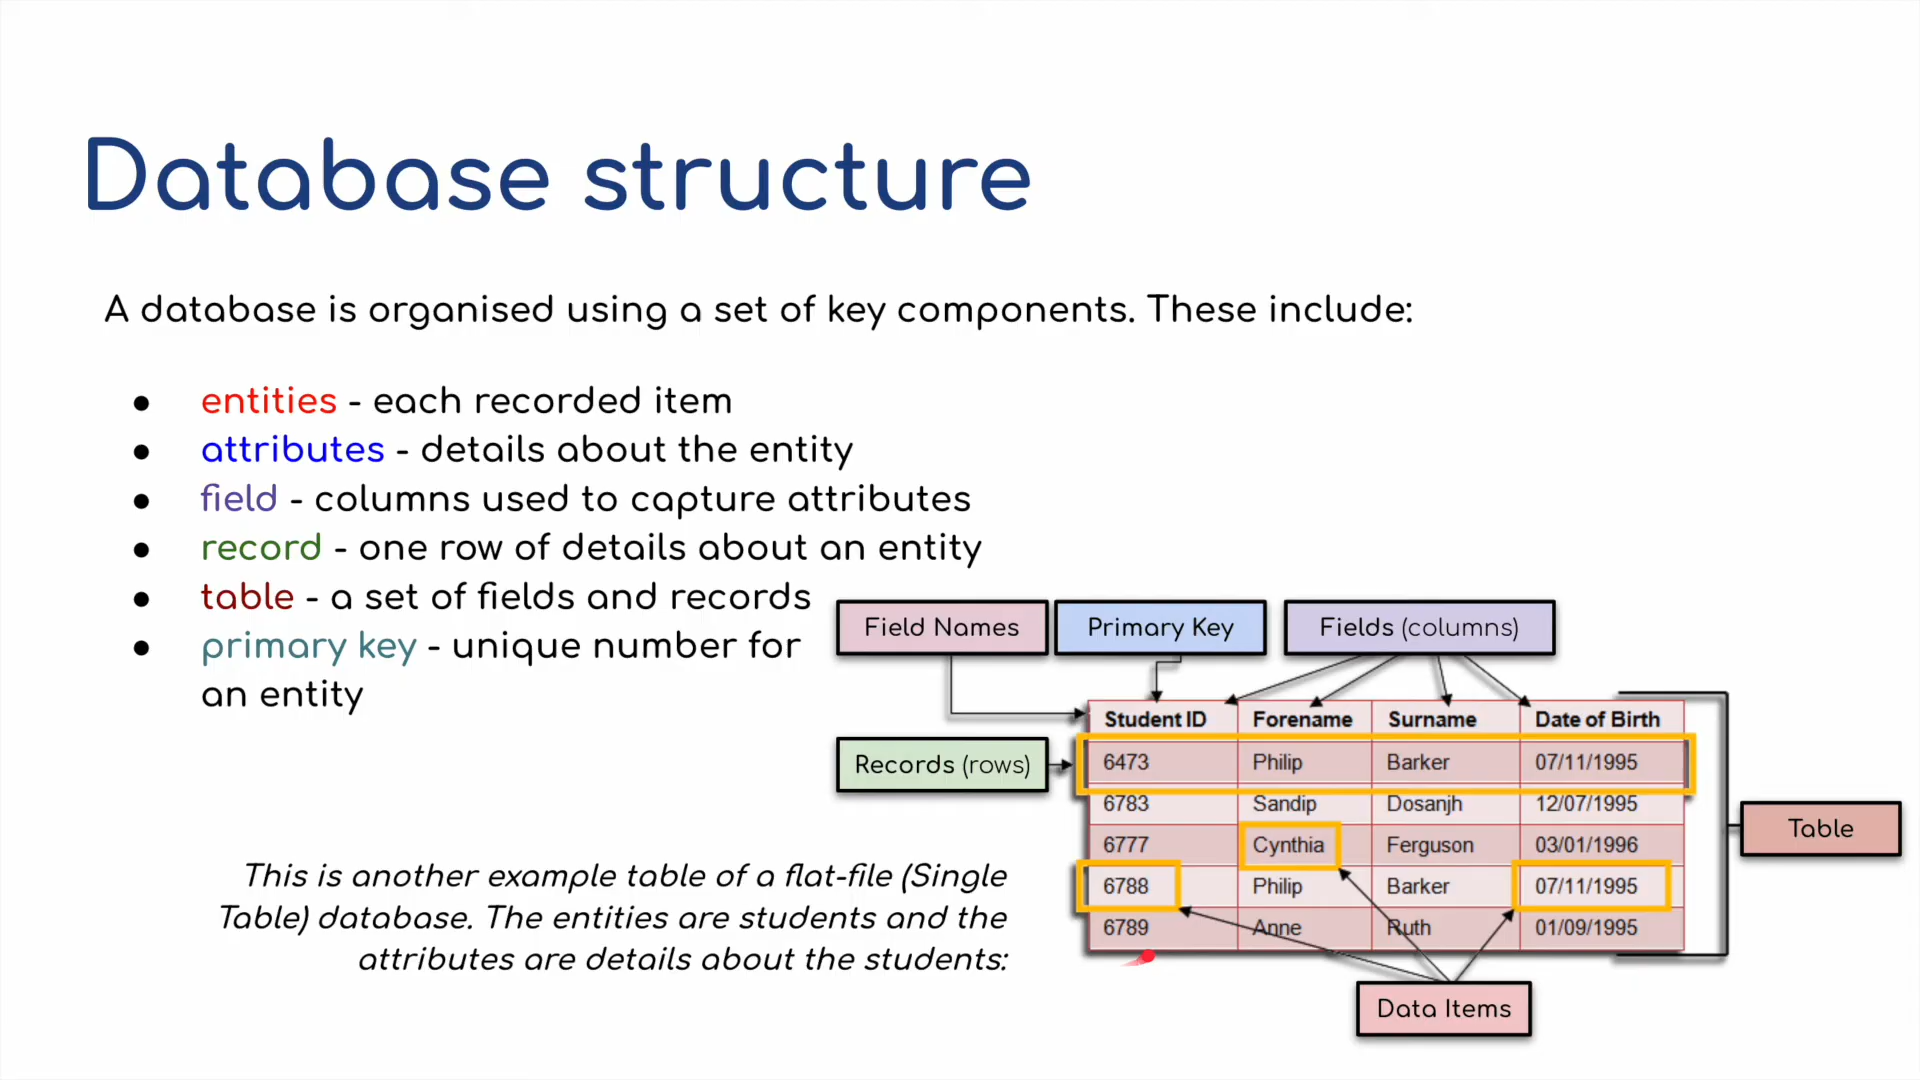 Database structure
A database is organised using a set of key components. These include:
● entities - each recorded item
● attributes - details about the entity
● field - columns used to capture attributes
● record - one row of details about an entity
● table - a set of fields and records
● primary key - unique number for
an entity
Field Names
Primary Key
Fields (columns)
Records (rows)
Student ID Forename Surname Date of Birth
6473 Philip Barker 07/11/1995
6783 Sandip Dosanjh 12/07/1995
6777 Cynthia Ferguson 03/01/1996
6788 Philip Barker 07/11/1995
6789 Anne Ruth 01/09/1995
Table
Data Items
This is another example table of a flat-file (Single
Table) database. The entities are students and the
attributes are details about the students: